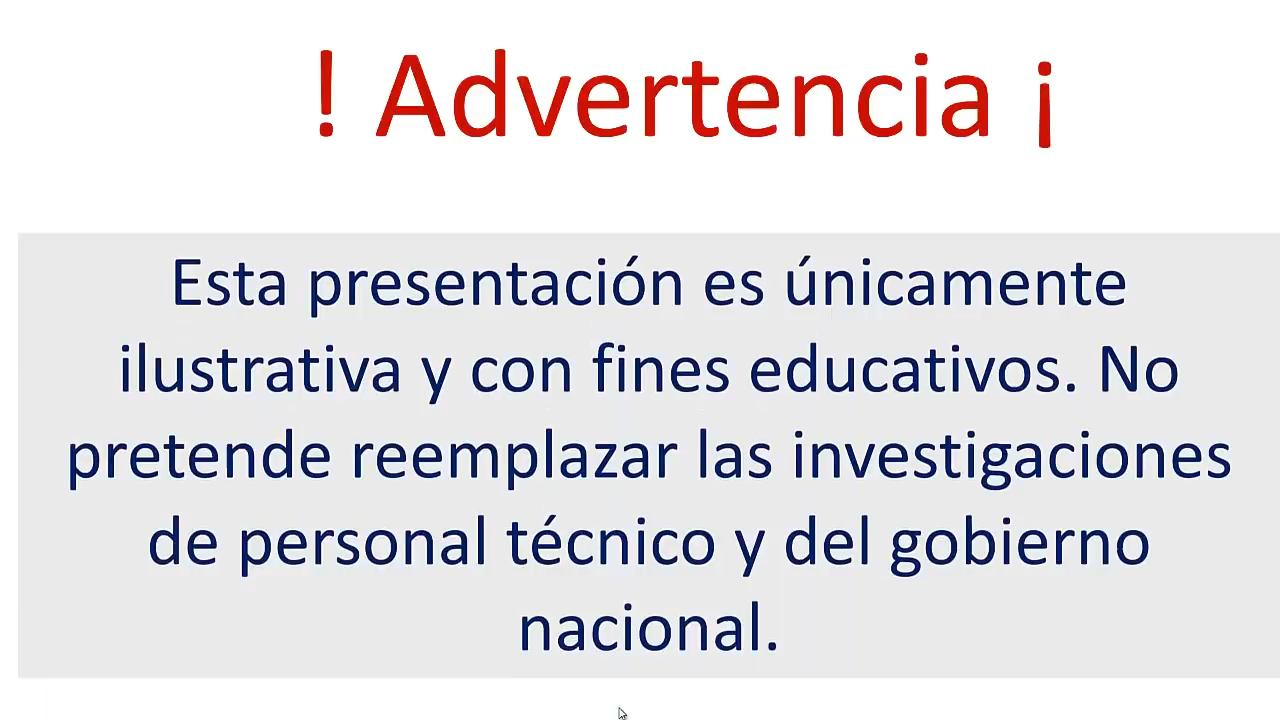 ! Advertencia ¡
Esta presentación es únicamente
ilustrativa y con fines educativos. No
pretende reemplazar las investigaciones
de personal técnico y del gobierno
nacional.